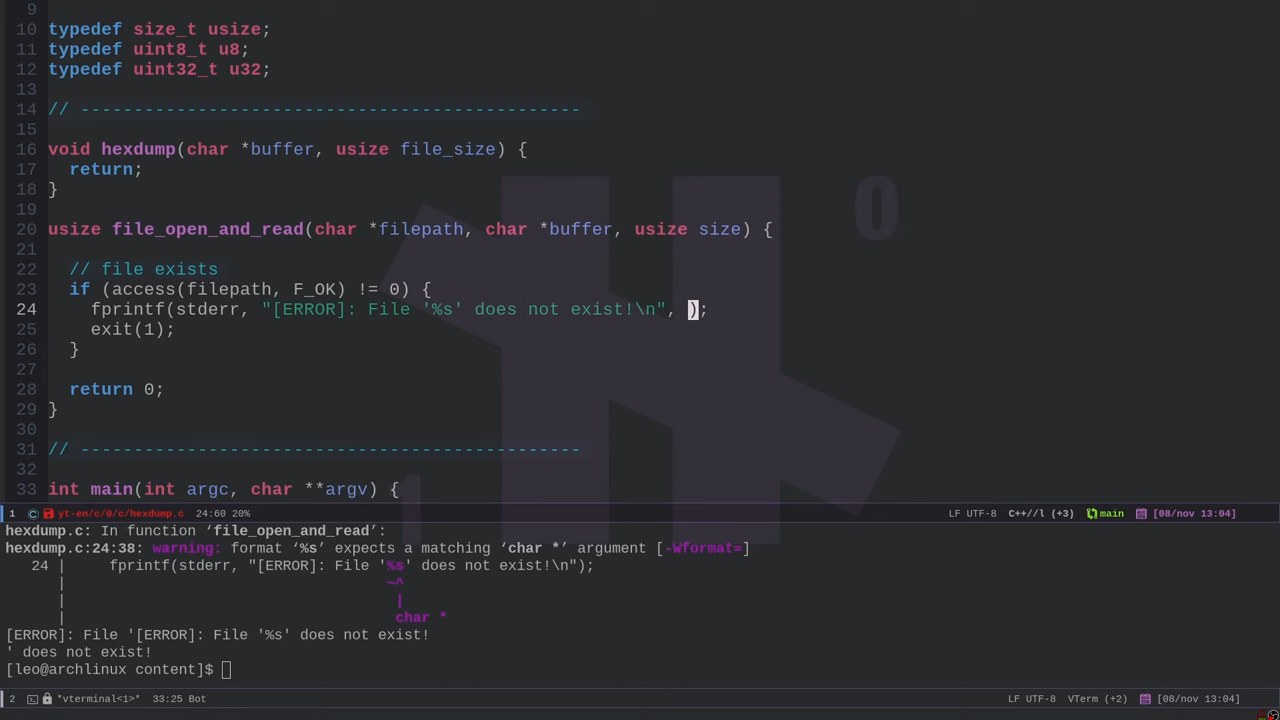 9
10 typedef size_t usize;
11 typedef uint8_t u8;
12 typedef uint32_t u32;
13
14 // -----------------------------------------------
15
16 void hexdump(char *buffer, usize file_size) {
17   return;
18 }
19
20 usize file_open_and_read(char *filepath, char *buffer, usize size) {
21
22   // file exists
23   if (access(filepath, F_OK) != 0) {
24     fprintf(stderr, "[ERROR]: File '%s' does not exist!\n", );
25     exit(1);
26   }
27
28   return 0;
29 }
30
31 // -----------------------------------------------
32
33 int main(int argc, char **argv) {
1 yt-en/c/0/c/hexdump.c 24:60 20% LF UTF-8 C++//l (+3) main [08/nov 13:04]
hexdump.c: In function ‘file_open_and_read’:
hexdump.c:24:38: warning: format ‘%s’ expects a matching ‘char *’ argument [-Wformat=]
24 |     fprintf(stderr, "[ERROR]: File '%s' does not exist!\n");
| ~^
| |
| char *
[ERROR]: File '[ERROR]: File '%s' does not exist!
' does not exist!
[leo@archlinux content]$
2 *vterminal<1>* 33:25 Bot LF UTF-8 VTerm (+2) [08/nov 13:04]
0
1